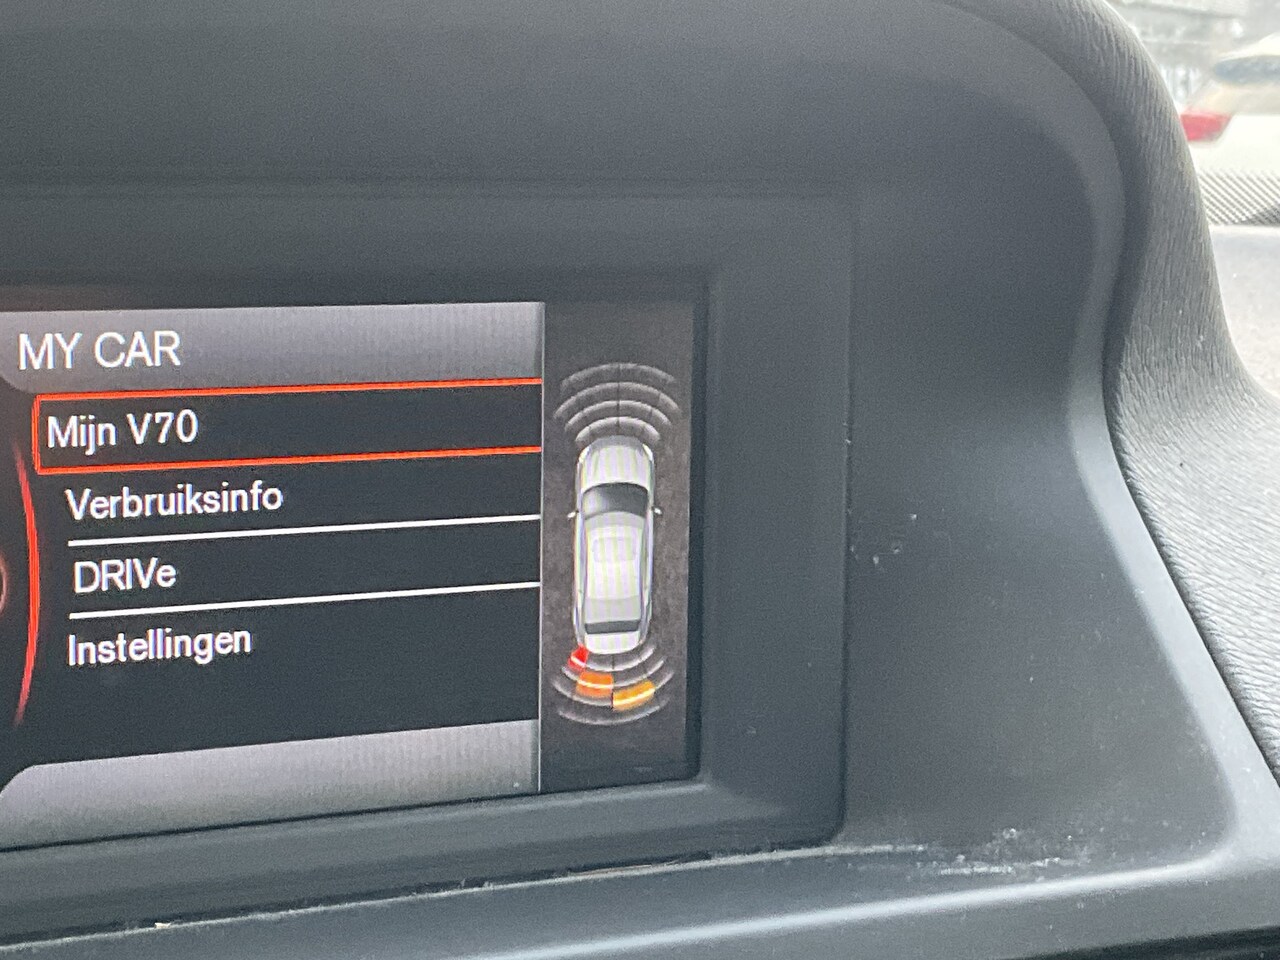 MY CAR
Mijn V70
Verbruiksinfo
DRIVe
Instellingen